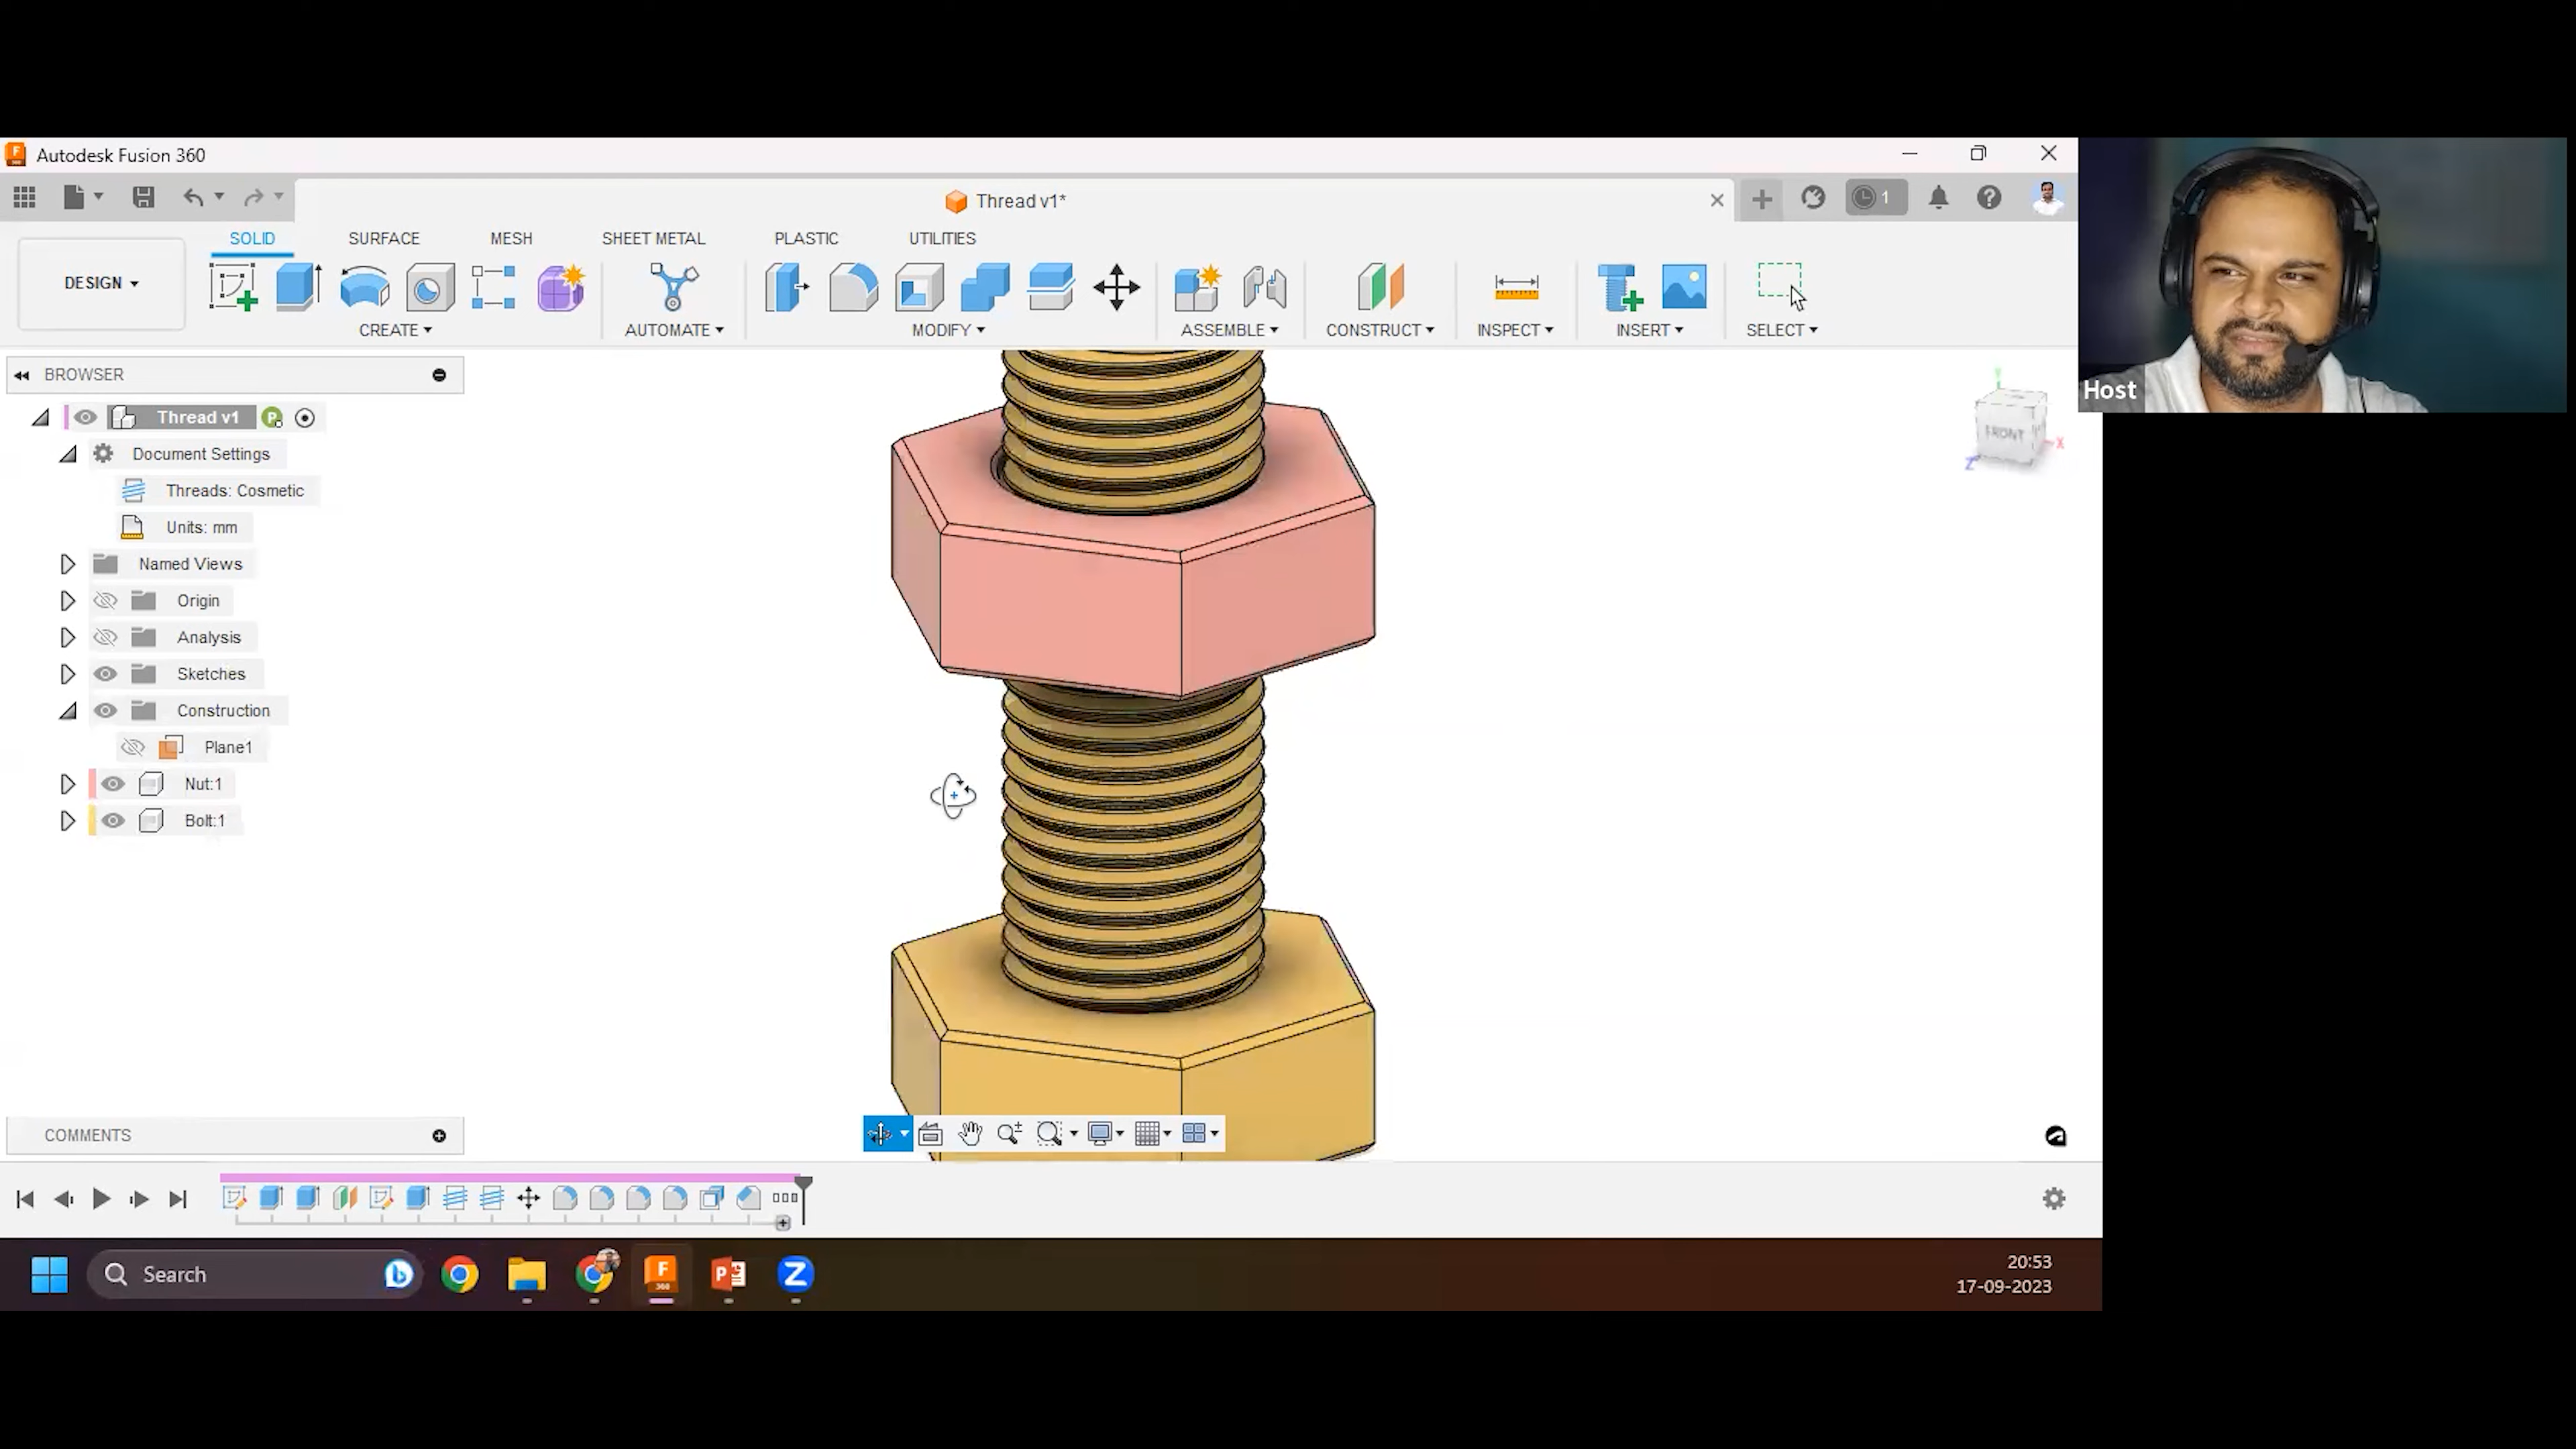 Autodesk Fusion 360
Thread v1*
1
SOLID SURFACE MESH SHEET METAL PLASTIC UTILITIES
DESIGN
CREATE AUTOMATE MODIFY ASSEMBLE CONSTRUCT INSPECT INSERT SELECT
Host
BROWSER
Thread v1
Document Settings
Threads: Cosmetic
Units: mm
Named Views
Origin
Analysis
Sketches
Construction
Plane1
Nut:1
Bolt:1
FRONT
X
Z
COMMENTS
Search
20:53
17-09-2023